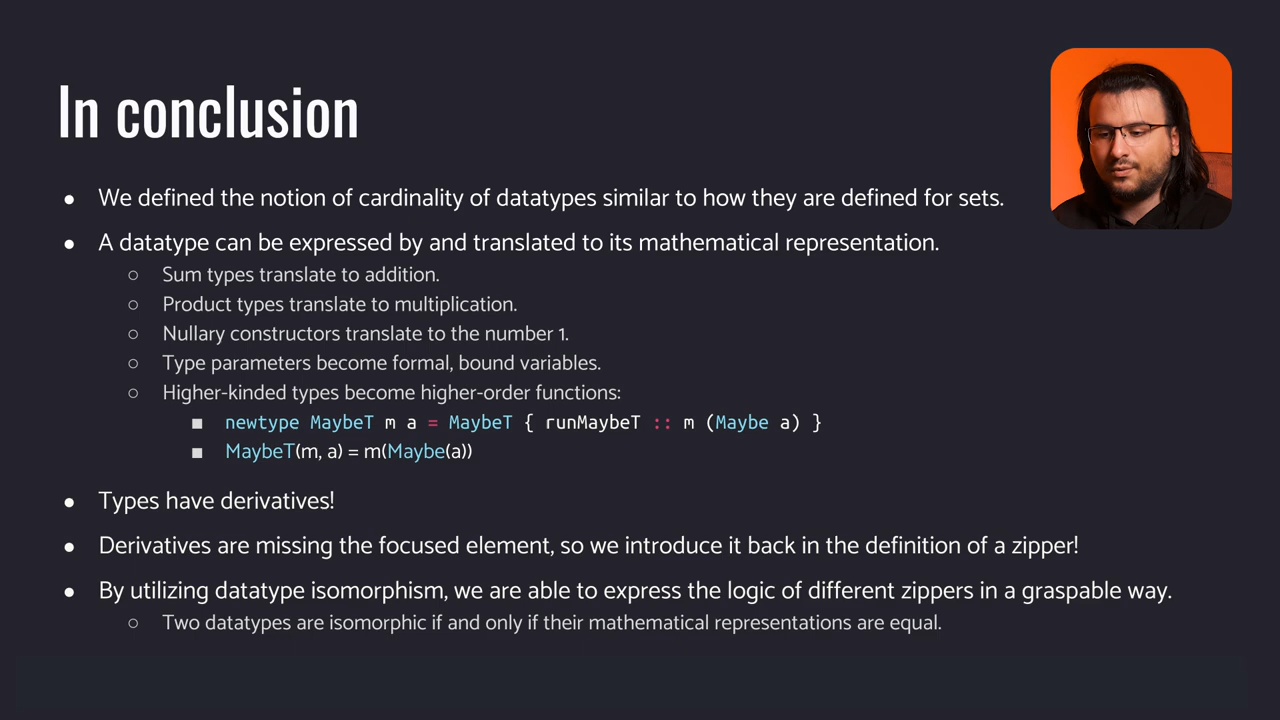 In conclusion
● We defined the notion of cardinality of datatypes similar to how they are defined for sets.
● A datatype can be expressed by and translated to its mathematical representation.
○ Sum types translate to addition.
○ Product types translate to multiplication.
○ Nullary constructors translate to the number 1.
○ Type parameters become formal, bound variables.
○ Higher-kinded types become higher-order functions:
■ newtype MaybeT m a = MaybeT { runMaybeT :: m (Maybe a) }
■ MaybeT(m, a) = m(Maybe(a))
● Types have derivatives!
● Derivatives are missing the focused element, so we introduce it back in the definition of a zipper!
● By utilizing datatype isomorphism, we are able to express the logic of different zippers in a graspable way.
○ Two datatypes are isomorphic if and only if their mathematical representations are equal.